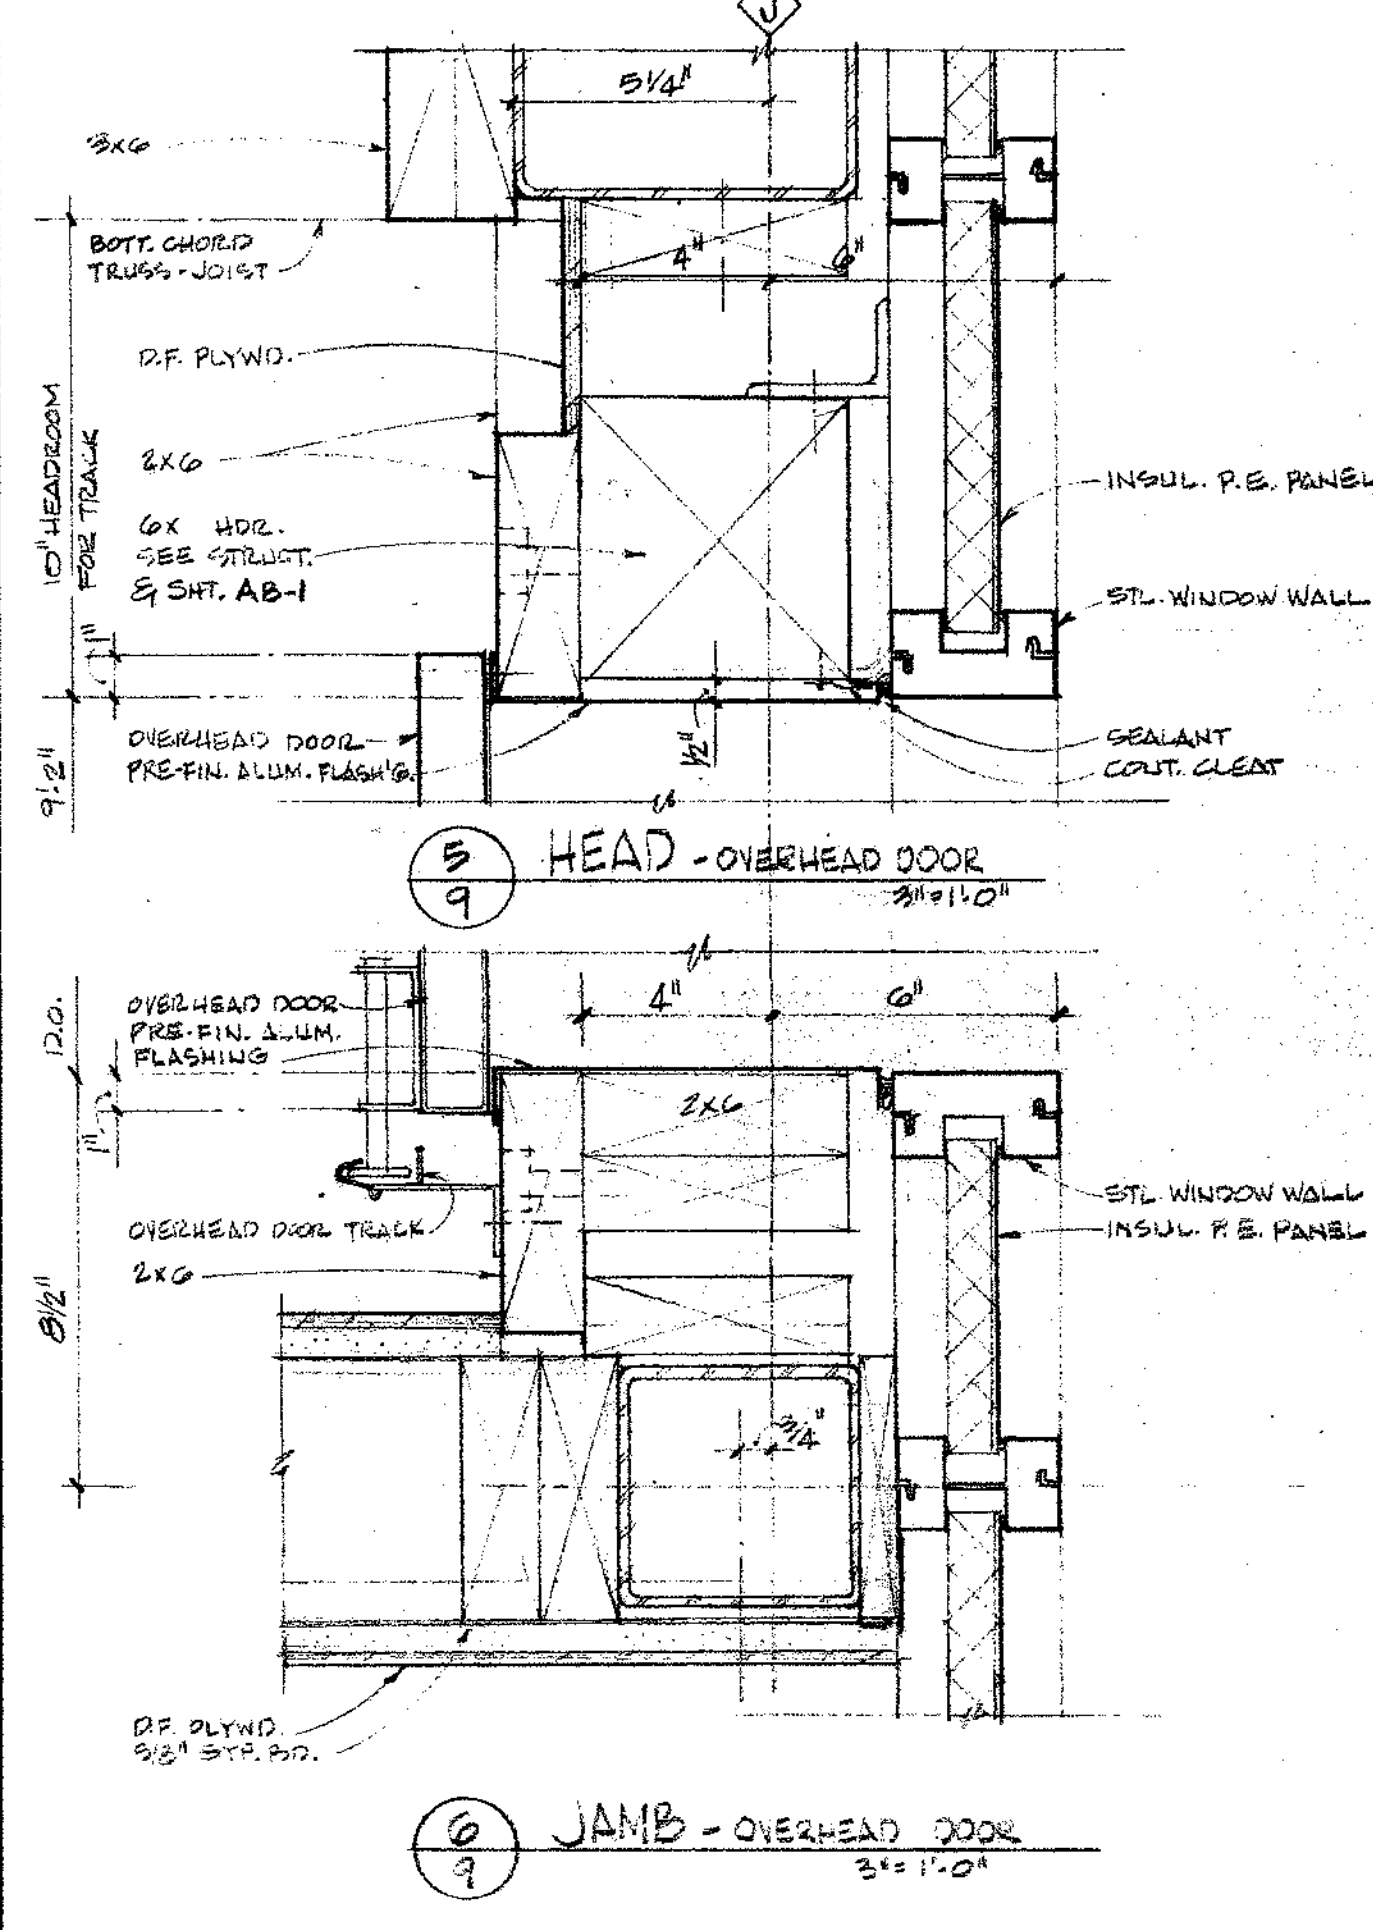 J
5 1/4"
3x6
BOTT. CHORD
TRUSS-JOIST
4"
6"
D.F. PLYWD.
2x6
10" HEADROOM
FOR TRACK
6x HDR.
SEE STRUCT.
& SHT. AB-1
INSUL. P.E. PANEL
STL. WINDOW WALL
1"
OVERHEAD DOOR
PRE-FIN. ALUM. FLASH'G.
1/2"
SEALANT
CONT. CLEAT
9'-2"
5
9
HEAD - OVERHEAD DOOR
3"=1'-0"
OVERHEAD DOOR
PRE-FIN. ALUM.
FLASHING
4"
6"
1"
2x6
STL WINDOW WALL
INSUL. P.E. PANEL
OVERHEAD DOOR TRACK
2x6
8 1/2"
3/4"
D.F. PLYWD.
5/8" GYP. BD.
6
9
JAMB - OVERHEAD DOOR
3"=1'-0"